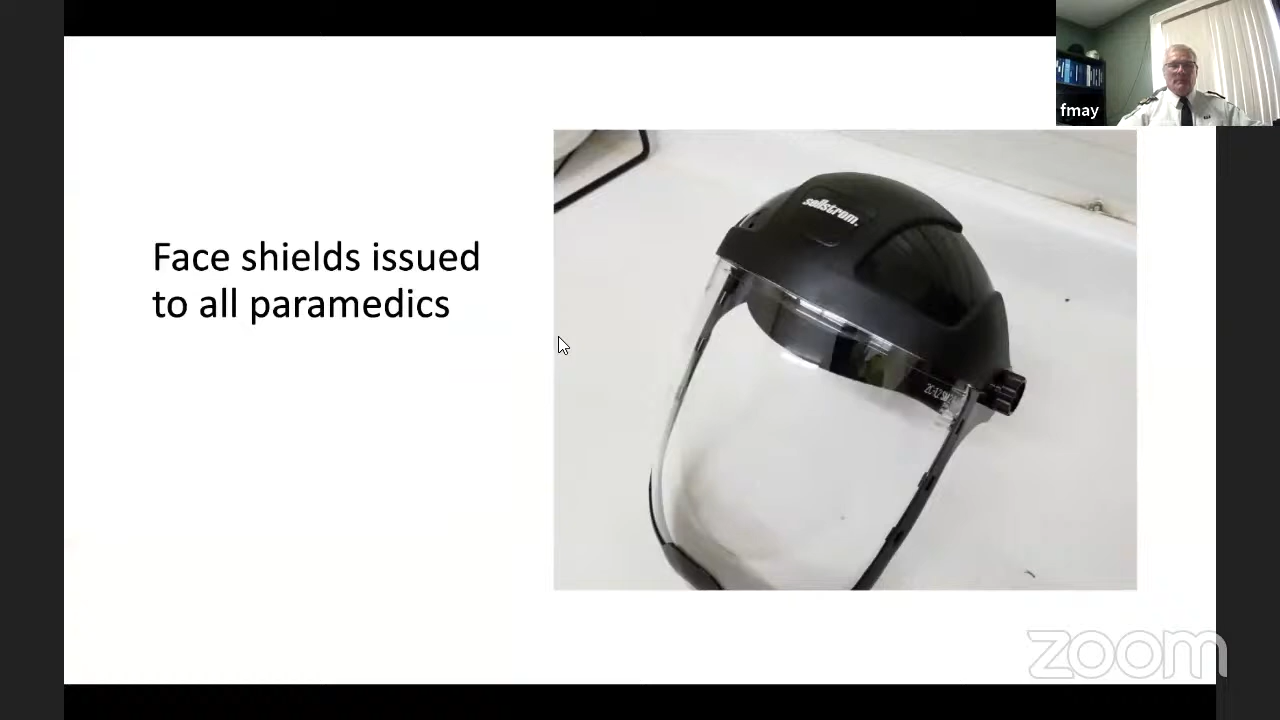 fmay
sellstrom.
Face shields issued
to all paramedics
zoom